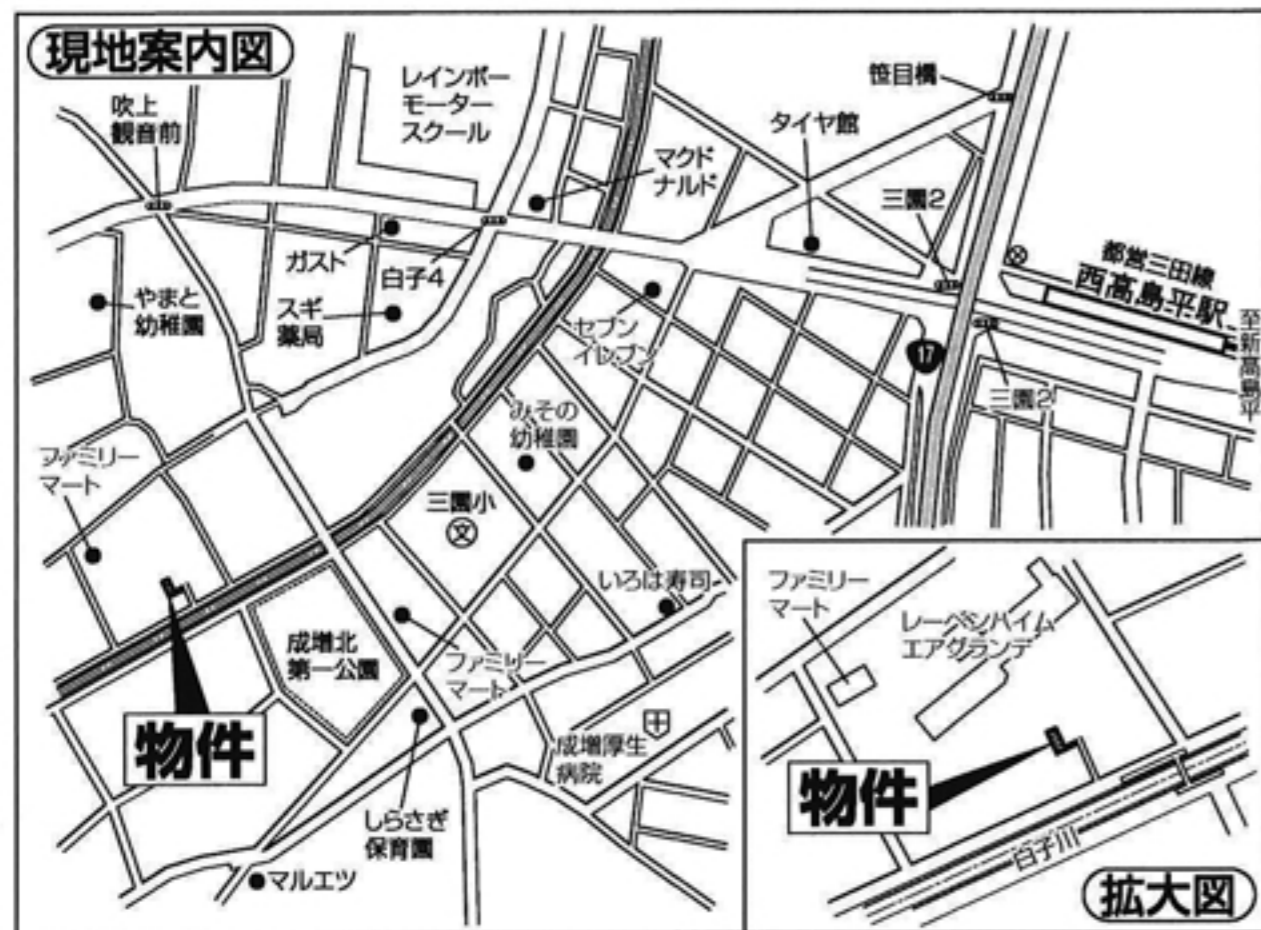 現地案内図
吹上
観音前
レインボー
モーター
スクール
笹目橋
タイヤ館
マクド
ナルド
三園2
ガスト
白子4
都営三田線
西高島平駅
至新高島平
やまと
幼稚園
スギ
薬局
セブン
イレブン
17
三園2
みその
幼稚園
ファミリー
マート
三園小
文
いろは寿司
成増北
第一公園
ファミリー
マート
物件
成増厚生
病院
しらさぎ
保育園
マルエツ
ファミリー
マート
レーベンハイム
エアグランデ
物件
白子川
拡大図